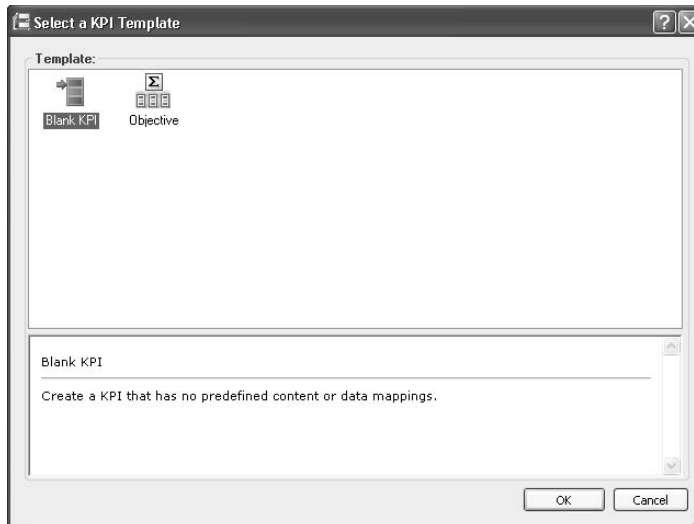 Select a KPI Template
Template:
Blank KPI
Objective
Blank KPI
Create a KPI that has no predefined content or data mappings.
OK
Cancel